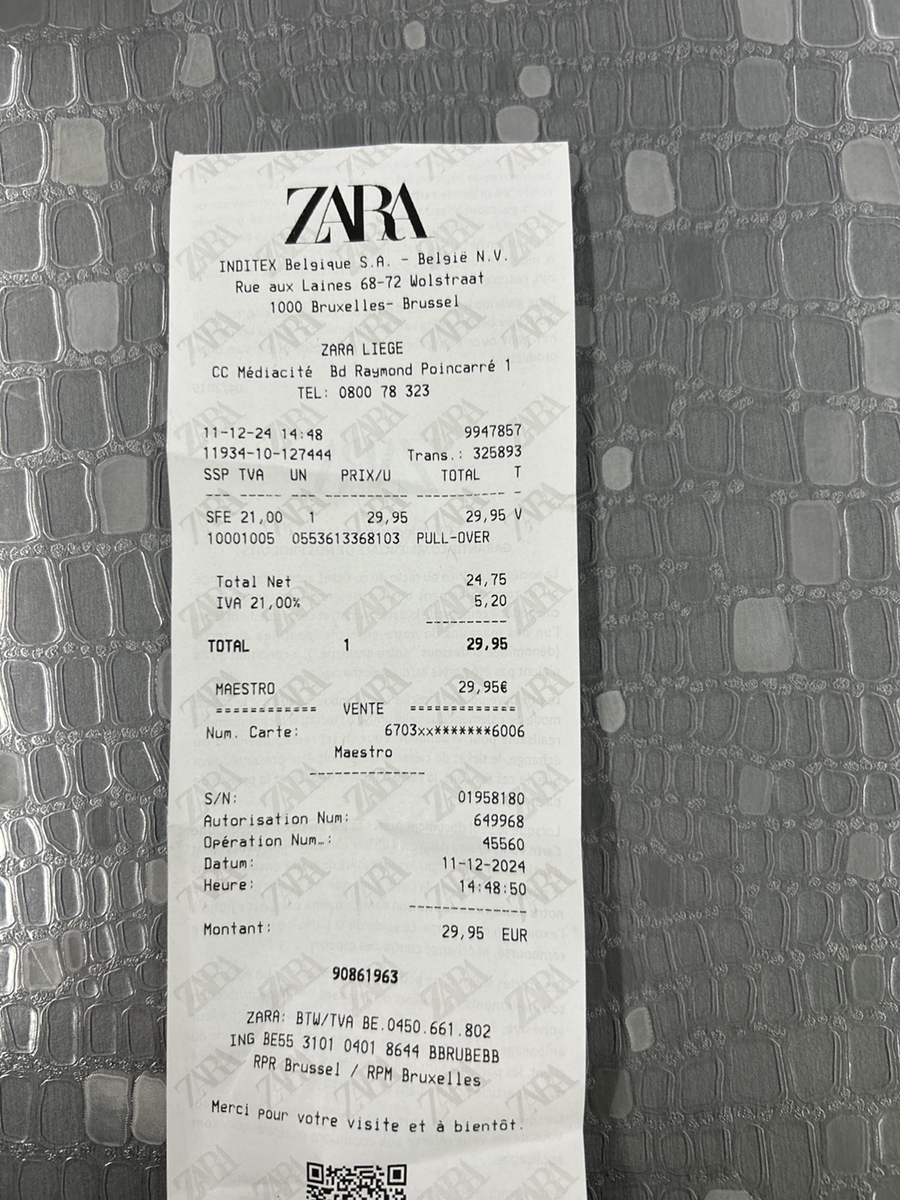 ZARA
INDITEX Belgique S.A. - België N.V.
Rue aux Laines 68-72 Wolstraat
1000 Bruxelles- Brussel
ZARA LIEGE
CC Médiacité Bd Raymond Poincarré 1
TEL: 0800 78 323
11-12-24 14:48 9947857
11934-10-127444 Trans.: 325893
SSP TVA UN PRIX/U TOTAL T
--- ----- --- ---------- ----------- -
SFE 21,00 1 29,95 29,95 V
10001005 0553613368103 PULL-OVER
Total Net 24,75
IVA 21,00% 5,20
----------
TOTAL 1 29,95
MAESTRO 29,95€
============ VENTE =============
Num. Carte: 6703xx*******6006
Maestro
--------------
S/N: 01958180
Autorisation Num: 649968
Opération Num.: 45560
Datum: 11-12-2024
Heure: 14:48:50
--------------
Montant: 29,95 EUR
90861963
ZARA: BTW/TVA BE.0450.661.802
ING BE55 3101 0401 8644 BBRUBEBB
RPR Brussel / RPM Bruxelles
Merci pour votre visite et à bientôt.